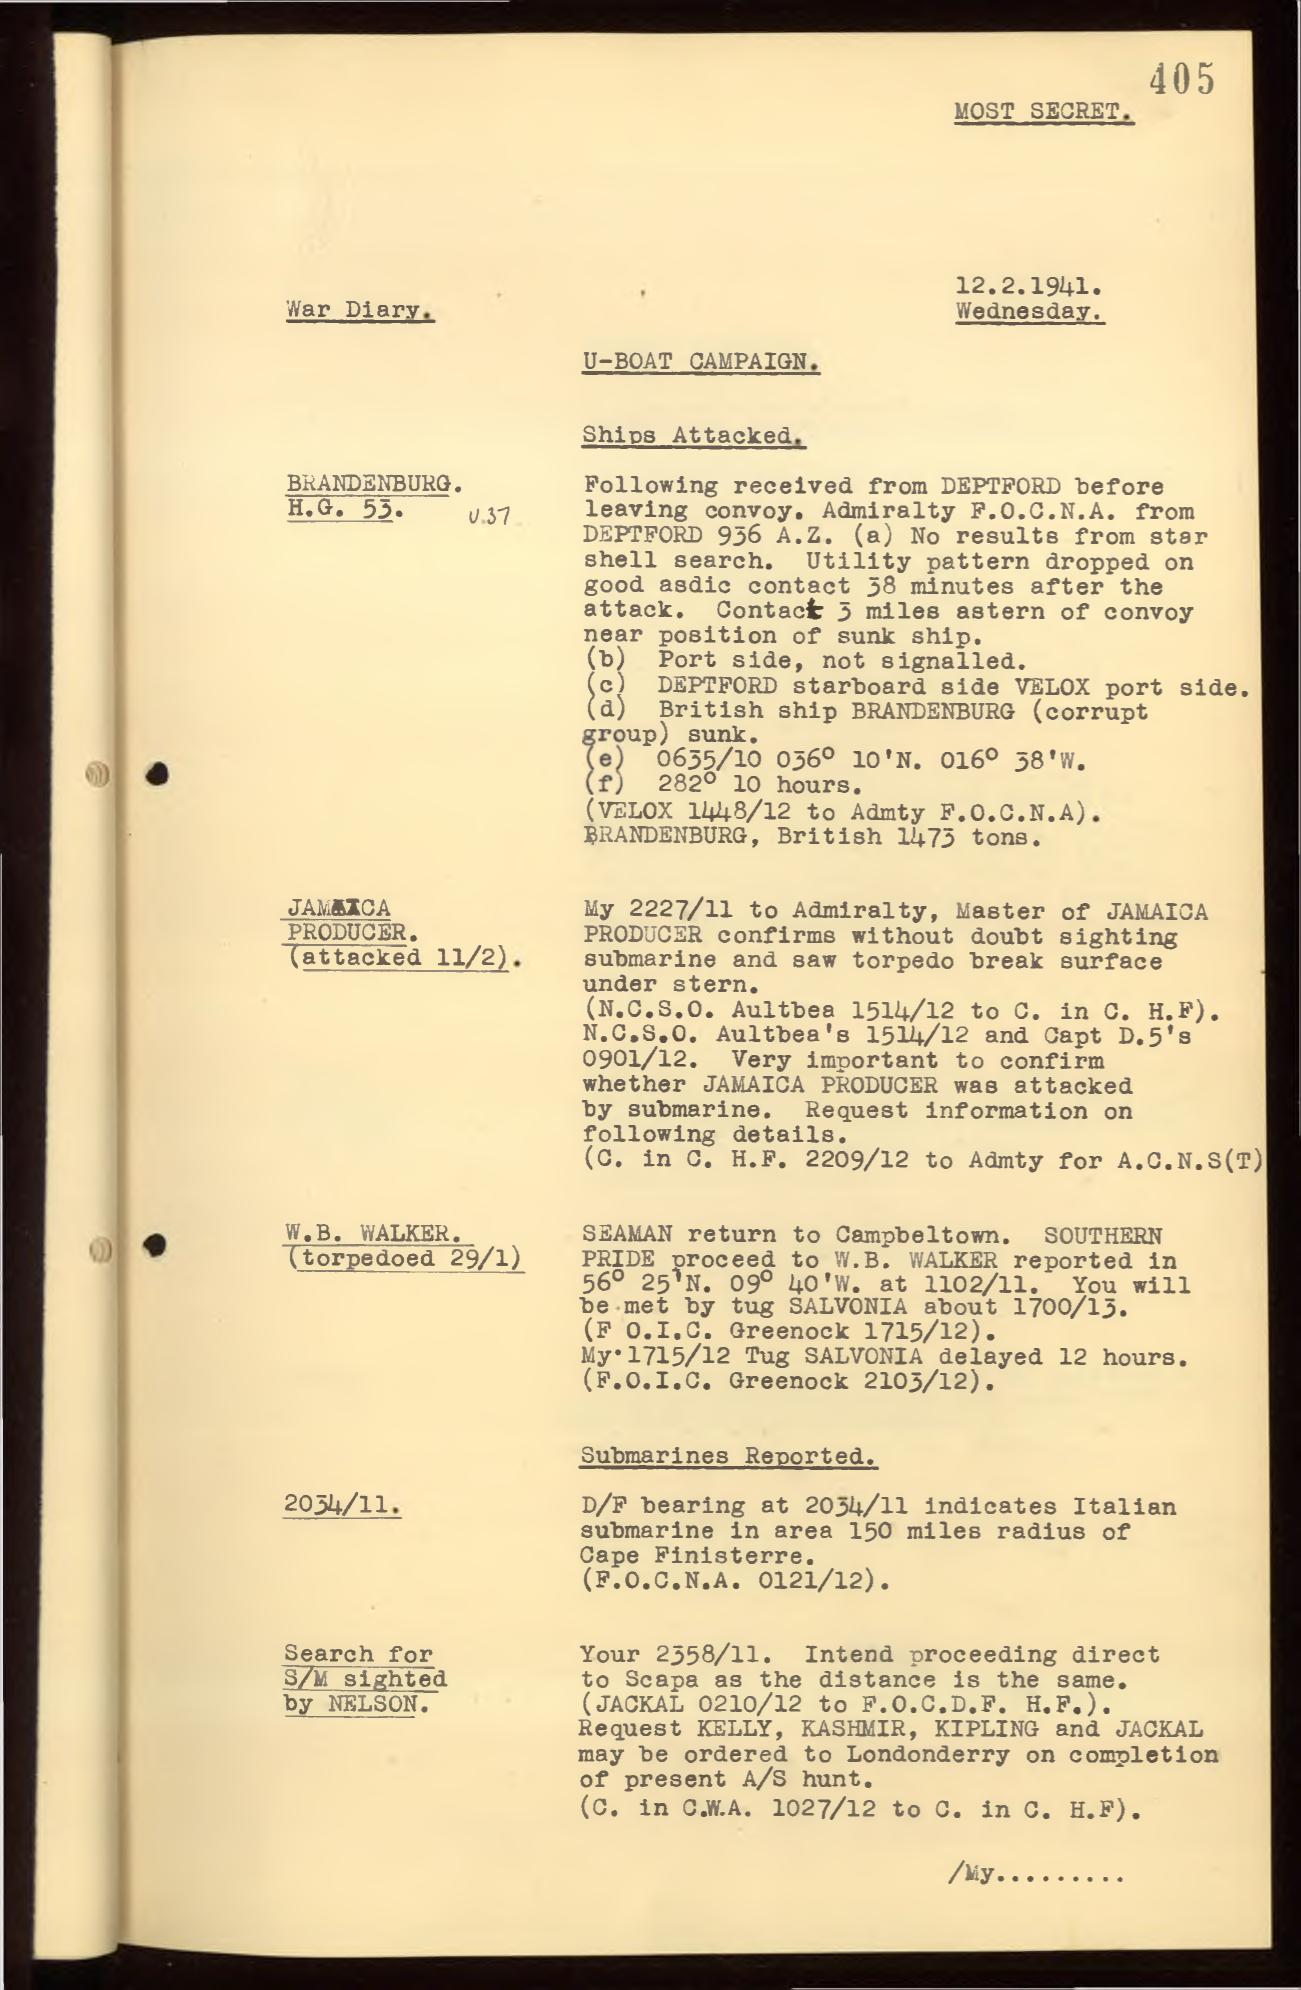 405
MOST SECRET.
12.2.1941.
War Diary.
Wednesday.
U-BOAT CAMPAIGN.
Ships Attacked.
BRANDENBURG.
H.G. 53.
U.37
Following received from DEPTFORD before
leaving convoy. Admiralty F.O.C.N.A. from
DEPTFORD 936 A.Z. (a) No results from star
shell search. Utility pattern dropped on
good asdic contact 38 minutes after the
attack. Contact 3 miles astern of convoy
near position of sunk ship.
(b) Port side, not signalled.
(c) DEPTFORD starboard side VELOX port side.
(d) British ship BRANDENBURG (corrupt
group) sunk.
(e) 0635/10 036° 10'N. 016° 38'W.
(f) 282° 10 hours.
(VELOX 1448/12 to Admty F.O.C.N.A).
BRANDENBURG, British 1473 tons.
JAMAICA
PRODUCER.
(attacked 11/2).
My 2227/11 to Admiralty, Master of JAMAICA
PRODUCER confirms without doubt sighting
submarine and saw torpedo break surface
under stern.
(N.C.S.O. Aultbea 1514/12 to C. in C. H.F).
N.C.S.O. Aultbea's 1514/12 and Capt D.5's
0901/12. Very important to confirm
whether JAMAICA PRODUCER was attacked
by submarine. Request information on
following details.
(C. in C. H.F. 2209/12 to Admty for A.C.N.S(T)
W.B. WALKER.
(torpedoed 29/1)
SEAMAN return to Campbeltown. SOUTHERN
PRIDE proceed to W.B. WALKER reported in
56° 25'N. 09° 40'W. at 1102/11. You will
be met by tug SALVONIA about 1700/13.
(F O.I.C. Greenock 1715/12).
My 1715/12 Tug SALVONIA delayed 12 hours.
(F.O.I.C. Greenock 2103/12).
Submarines Reported.
2034/11.
D/F bearing at 2034/11 indicates Italian
submarine in area 150 miles radius of
Cape Finisterre.
(F.O.C.N.A. 0121/12).
Search for
S/M sighted
by NELSON.
Your 2358/11. Intend proceeding direct
to Scapa as the distance is the same.
(JACKAL 0210/12 to F.O.C.D.F. H.F.).
Request KELLY, KASHMIR, KIPLING and JACKAL
may be ordered to Londonderry on completion
of present A/S hunt.
(C. in C.W.A. 1027/12 to C. in C. H.F).
/My.........